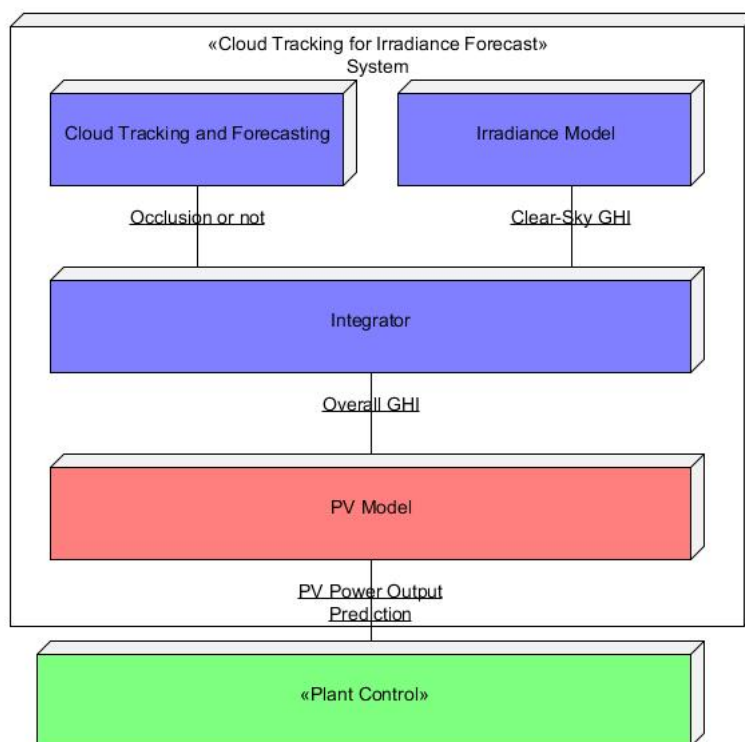 «Cloud Tracking for Irradiance Forecast»
System
Cloud Tracking and Forecasting
Irradiance Model
Occlusion or not
Clear-Sky GHI
Integrator
Overall GHI
PV Model
PV Power Output
Prediction
«Plant Control»